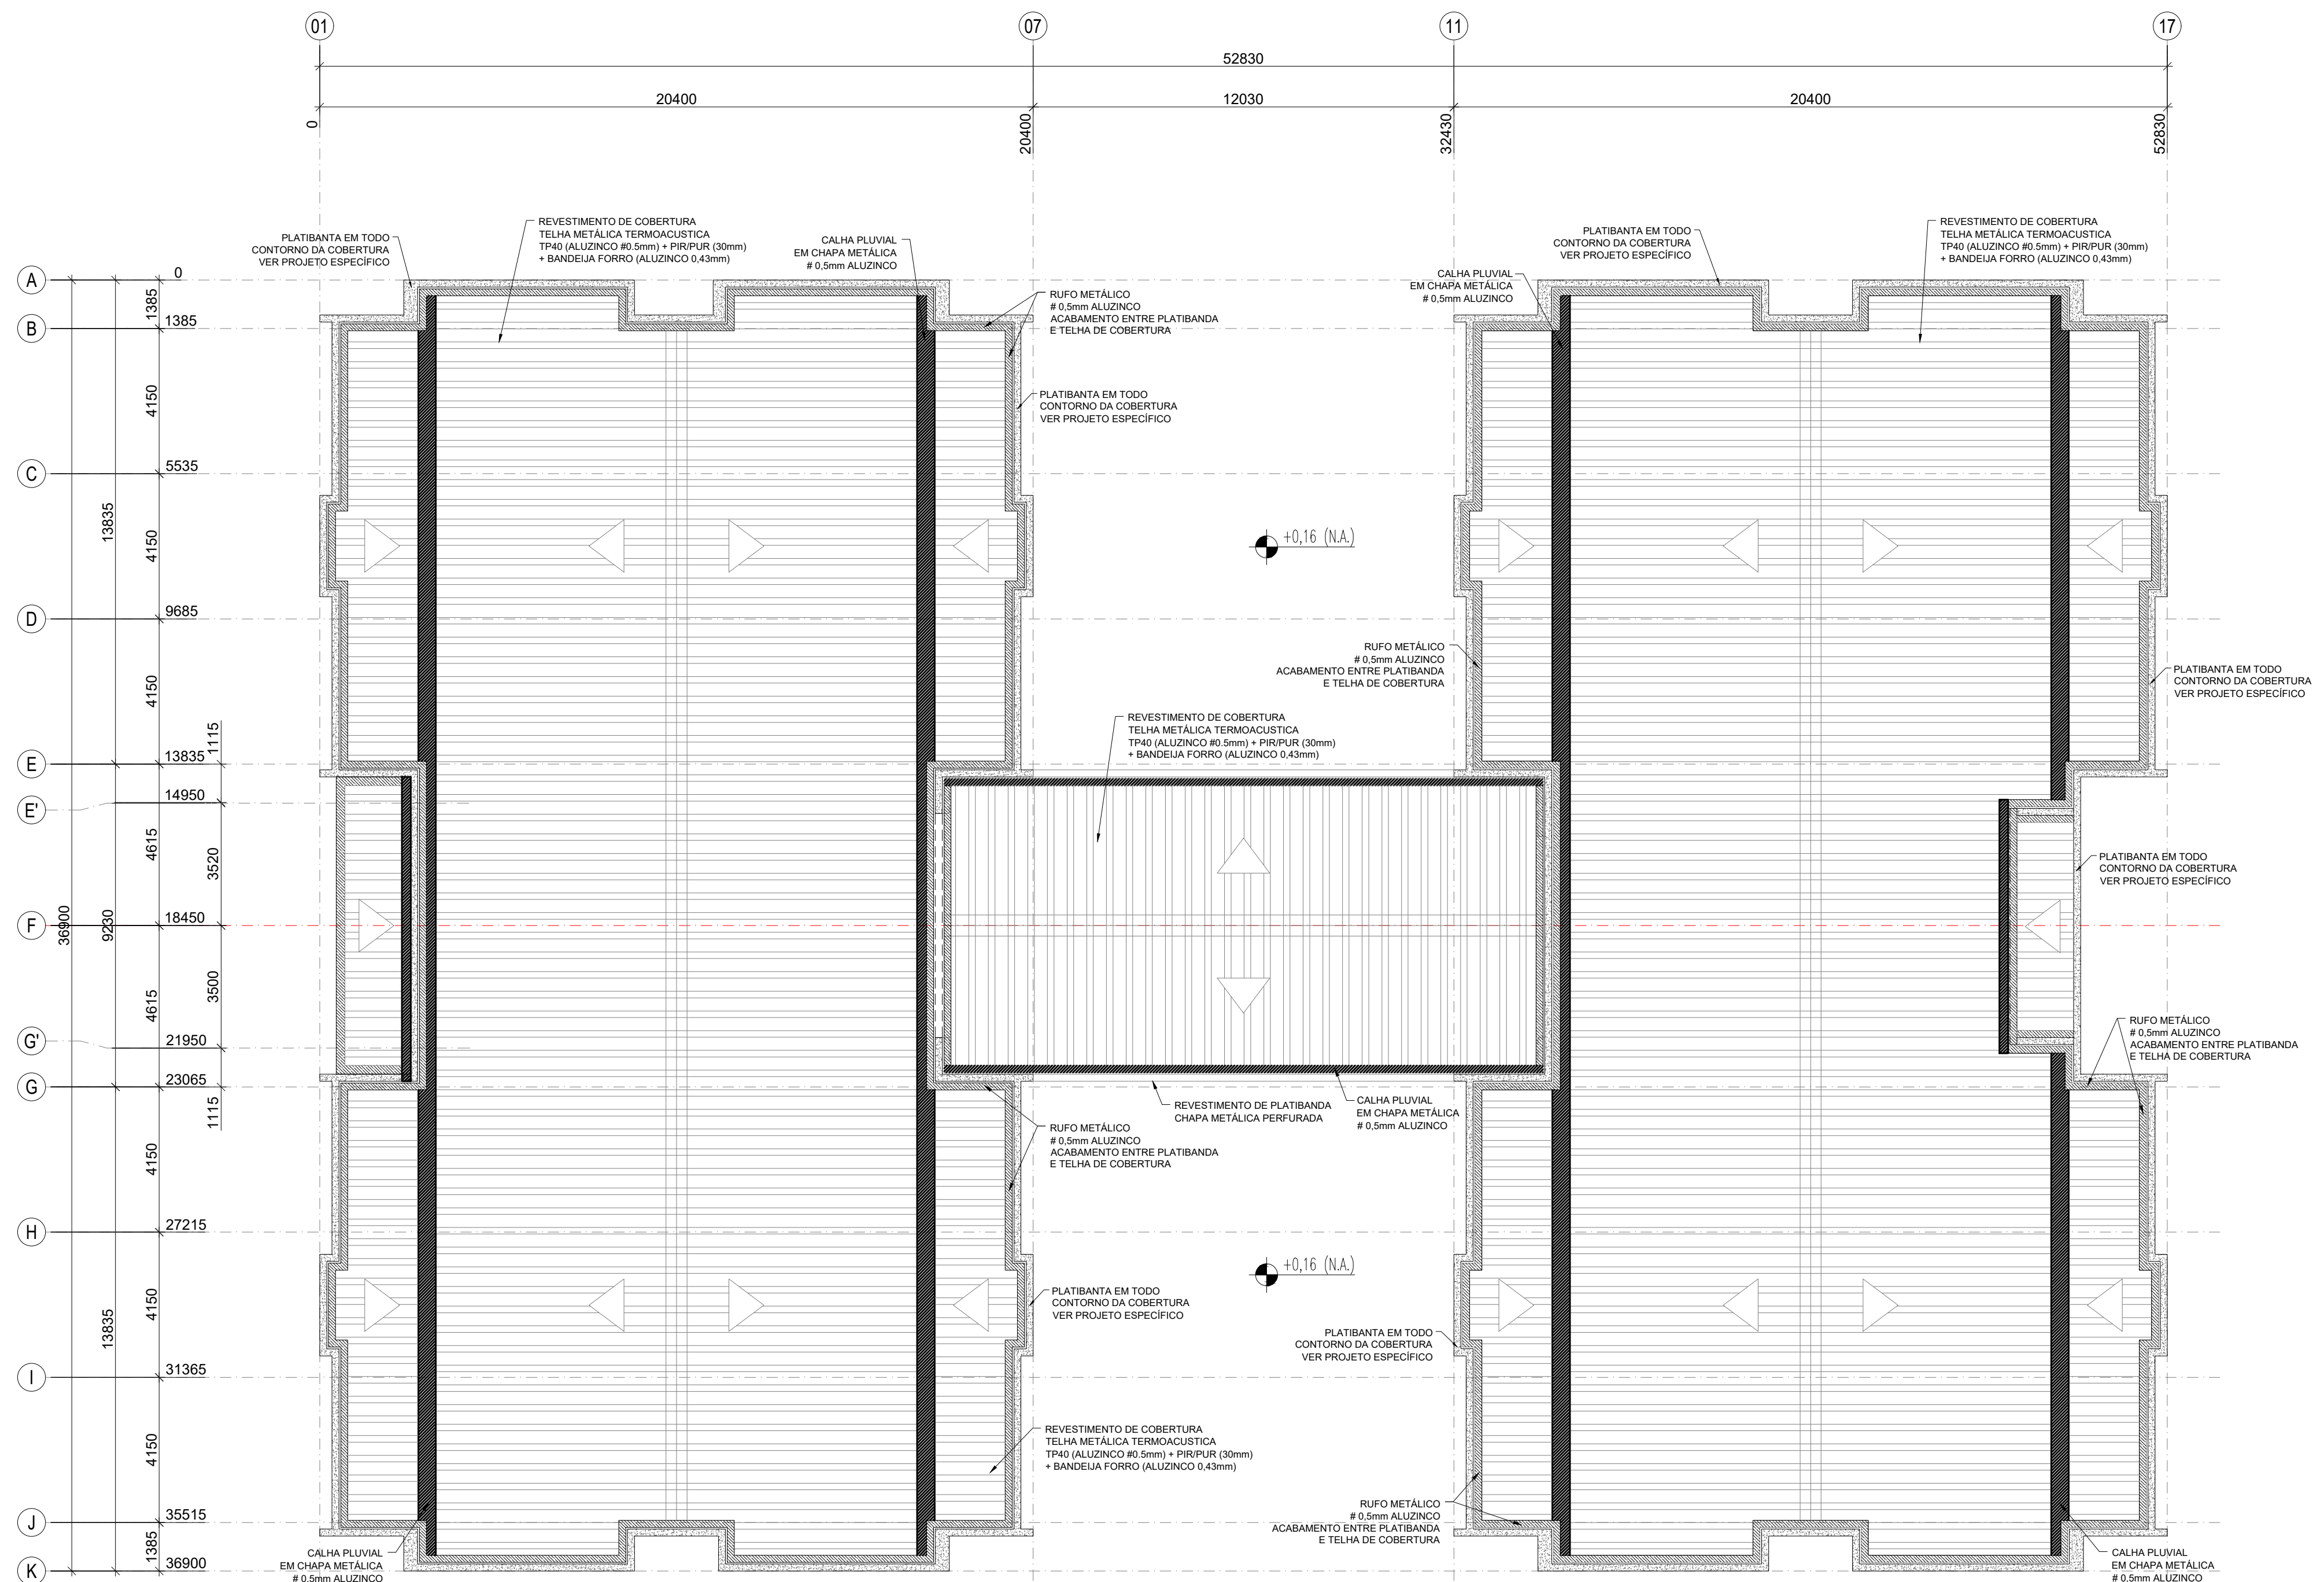 01
07
11
17
52830
20400
12030
20400
0
20400
32430
52830
REVESTIMENTO DE COBERTURA
TELHA METÁLICA TERMOACUSTICA
TP40 (ALUZINCO #0.5mm) + PIR/PUR (30mm)
+ BANDEIJA FORRO (ALUZINCO 0,43mm)
PLATIBANTA EM TODO
CONTORNO DA COBERTURA
VER PROJETO ESPECÍFICO
CALHA PLUVIAL
EM CHAPA METÁLICA
# 0,5mm ALUZINCO
PLATIBANTA EM TODO
CONTORNO DA COBERTURA
VER PROJETO ESPECÍFICO
REVESTIMENTO DE COBERTURA
TELHA METÁLICA TERMOACUSTICA
TP40 (ALUZINCO #0.5mm) + PIR/PUR (30mm)
+ BANDEIJA FORRO (ALUZINCO 0,43mm)
CALHA PLUVIAL
EM CHAPA METÁLICA
# 0,5mm ALUZINCO
RUFO METÁLICO
# 0,5mm ALUZINCO
ACABAMENTO ENTRE PLATIBANDA
E TELHA DE COBERTURA
PLATIBANTA EM TODO
CONTORNO DA COBERTURA
VER PROJETO ESPECÍFICO
A
0
1385
B
1385
4150
C
5535
13835
4150
D
9685
4150
1115
E
13835
E'
14950
4615
3520
F
18450
36900
9230
3500
4615
G'
21950
G
23065
1115
4150
H
27215
4150
13835
I
31365
4150
J
35515
1385
K
36900
+0,16 (N.A.)
RUFO METÁLICO
# 0,5mm ALUZINCO
ACABAMENTO ENTRE PLATIBANDA
E TELHA DE COBERTURA
PLATIBANTA EM TODO
CONTORNO DA COBERTURA
VER PROJETO ESPECÍFICO
REVESTIMENTO DE COBERTURA
TELHA METÁLICA TERMOACUSTICA
TP40 (ALUZINCO #0.5mm) + PIR/PUR (30mm)
+ BANDEIJA FORRO (ALUZINCO 0,43mm)
PLATIBANTA EM TODO
CONTORNO DA COBERTURA
VER PROJETO ESPECÍFICO
RUFO METÁLICO
# 0,5mm ALUZINCO
ACABAMENTO ENTRE PLATIBANDA
E TELHA DE COBERTURA
REVESTIMENTO DE PLATIBANDA
CHAPA METÁLICA PERFURADA
CALHA PLUVIAL
EM CHAPA METÁLICA
# 0,5mm ALUZINCO
RUFO METÁLICO
# 0,5mm ALUZINCO
ACABAMENTO ENTRE PLATIBANDA
E TELHA DE COBERTURA
+0,16 (N.A.)
PLATIBANTA EM TODO
CONTORNO DA COBERTURA
VER PROJETO ESPECÍFICO
PLATIBANTA EM TODO
CONTORNO DA COBERTURA
VER PROJETO ESPECÍFICO
REVESTIMENTO DE COBERTURA
TELHA METÁLICA TERMOACUSTICA
TP40 (ALUZINCO #0.5mm) + PIR/PUR (30mm)
+ BANDEIJA FORRO (ALUZINCO 0,43mm)
RUFO METÁLICO
# 0,5mm ALUZINCO
ACABAMENTO ENTRE PLATIBANDA
E TELHA DE COBERTURA
CALHA PLUVIAL
EM CHAPA METÁLICA
# 0,5mm ALUZINCO
CALHA PLUVIAL
EM CHAPA METÁLICA
# 0,5mm ALUZINCO